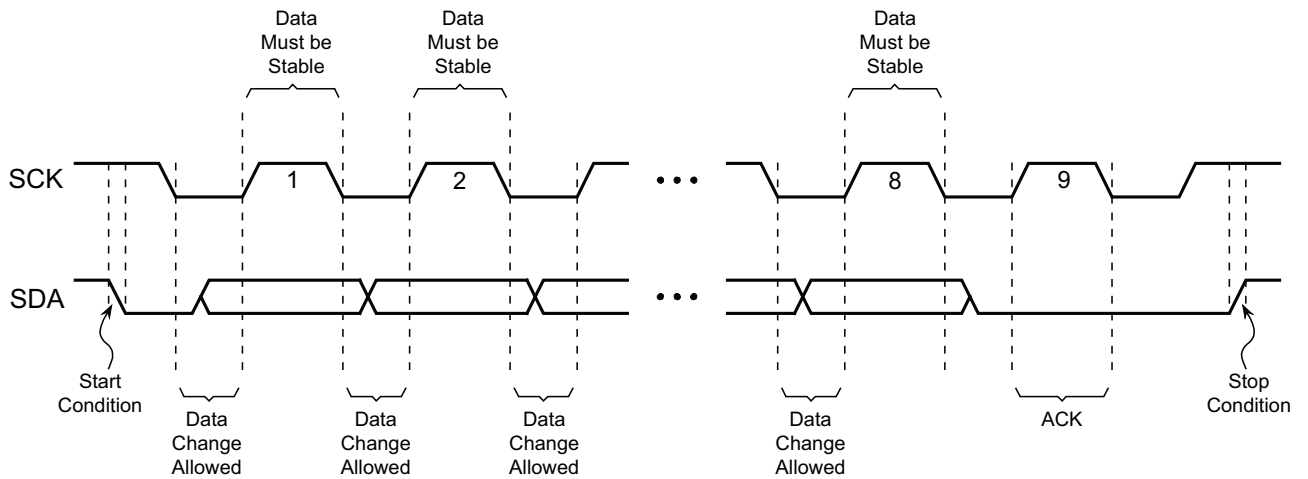 Data
Must be
Stable
Data
Must be
Stable
Data
Must be
Stable
SCK
1
2
8
9
SDA
Start
Condition
Data
Change
Allowed
Data
Change
Allowed
Data
Change
Allowed
Data
Change
Allowed
ACK
Stop
Condition